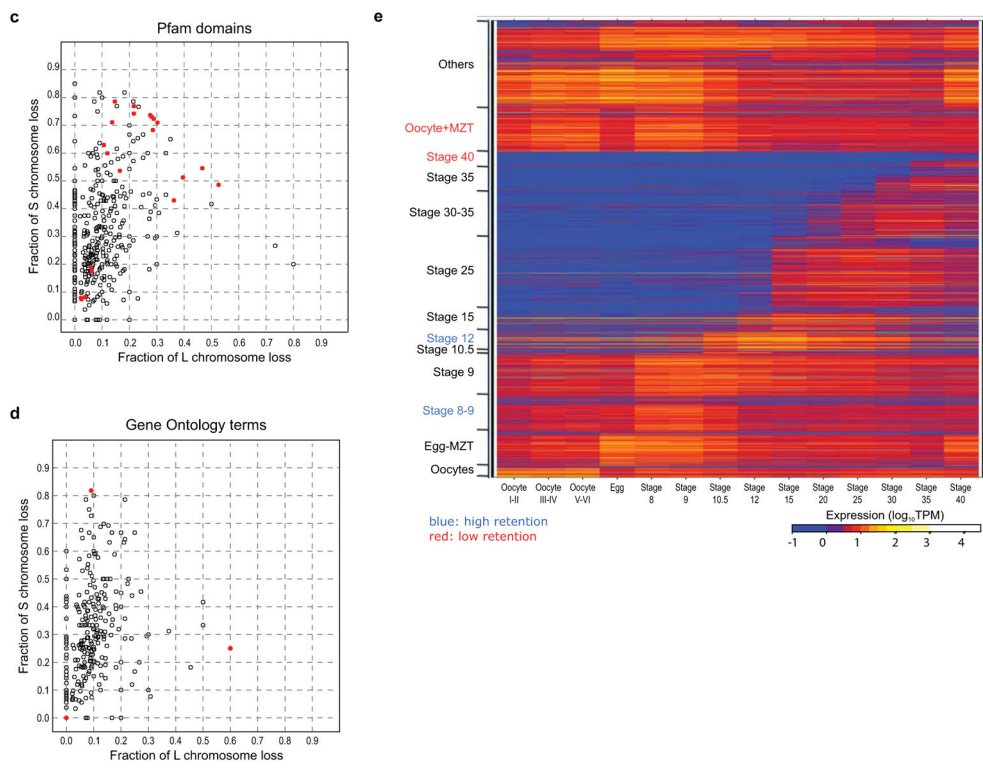 c
Pfam domains
Fraction of S chromosome loss
0.9
0.8
0.7
0.6
0.5
0.4
0.3
0.2
0.1
0.0
0.0 0.1 0.2 0.3 0.4 0.5 0.6 0.7 0.8 0.9
Fraction of L chromosome loss
d
Gene Ontology terms
Fraction of S chromosome loss
0.9
0.8
0.7
0.6
0.5
0.4
0.3
0.2
0.1
0.0
0.0 0.1 0.2 0.3 0.4 0.5 0.6 0.7 0.8 0.9
Fraction of L chromosome loss
e
Others
Oocyte+MZT
Stage 40
Stage 35
Stage 30-35
Stage 25
Stage 15
Stage 12
Stage 10.5
Stage 9
Stage 8-9
Egg-MZT
Oocytes
Oocyte Oocyte Oocyte Egg Stage Stage Stage Stage Stage Stage Stage Stage Stage Stage
I-II III-IV V-VI 8 9 10.5 12 15 20 25 30 35 40
blue: high retention
red: low retention
Expression (log10TPM)
-1 0 1 2 3 4